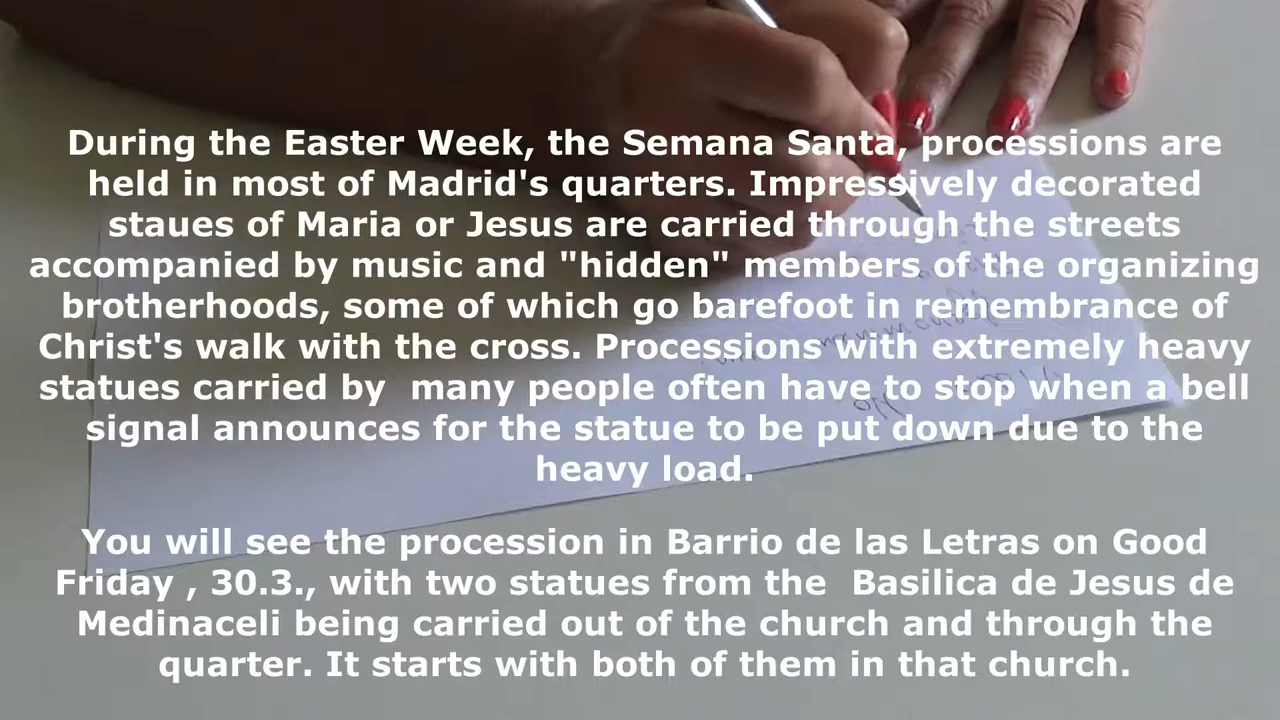 During the Easter Week, the Semana Santa, processions are
held in most of Madrid's quarters. Impressively decorated
staues of Maria or Jesus are carried through the streets
accompanied by music and "hidden" members of the organizing
brotherhoods, some of which go barefoot in remembrance of
Christ's walk with the cross. Processions with extremely heavy
statues carried by  many people often have to stop when a bell
signal announces for the statue to be put down due to the
heavy load.
You will see the procession in Barrio de las Letras on Good
Friday , 30.3., with two statues from the  Basilica de Jesus de
Medinaceli being carried out of the church and through the
quarter. It starts with both of them in that church.